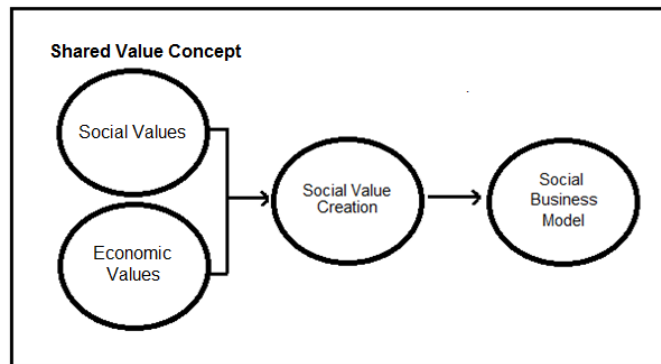 Shared Value Concept
Social Values
Economic
Values
Social Value
Creation
Social
Business
Model